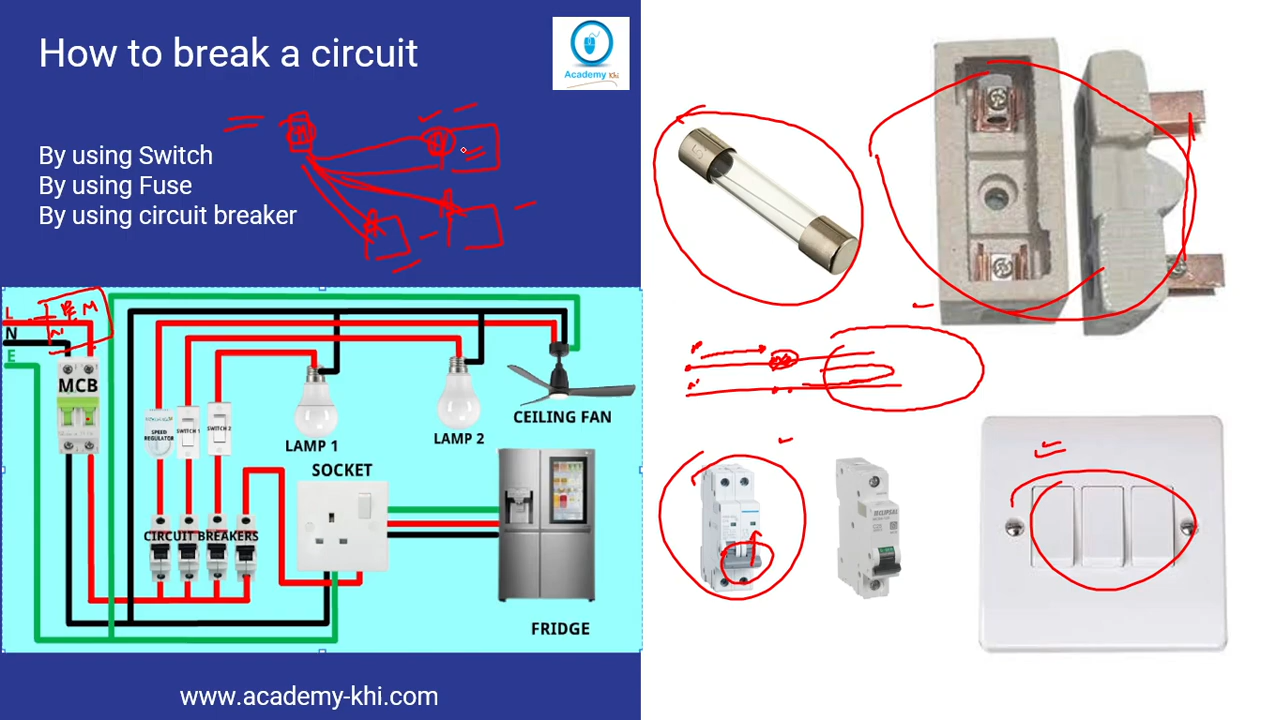 How to break a circuit
Academy Khi
By using Switch
By using Fuse
By using circuit breaker
L
N
E
MCB
SPEED
REGULATOR
SWITCH 1
SWITCH 2
LAMP 1
LAMP 2
CEILING FAN
SOCKET
CIRCUIT BREAKERS
FRIDGE
www.academy-khi.com